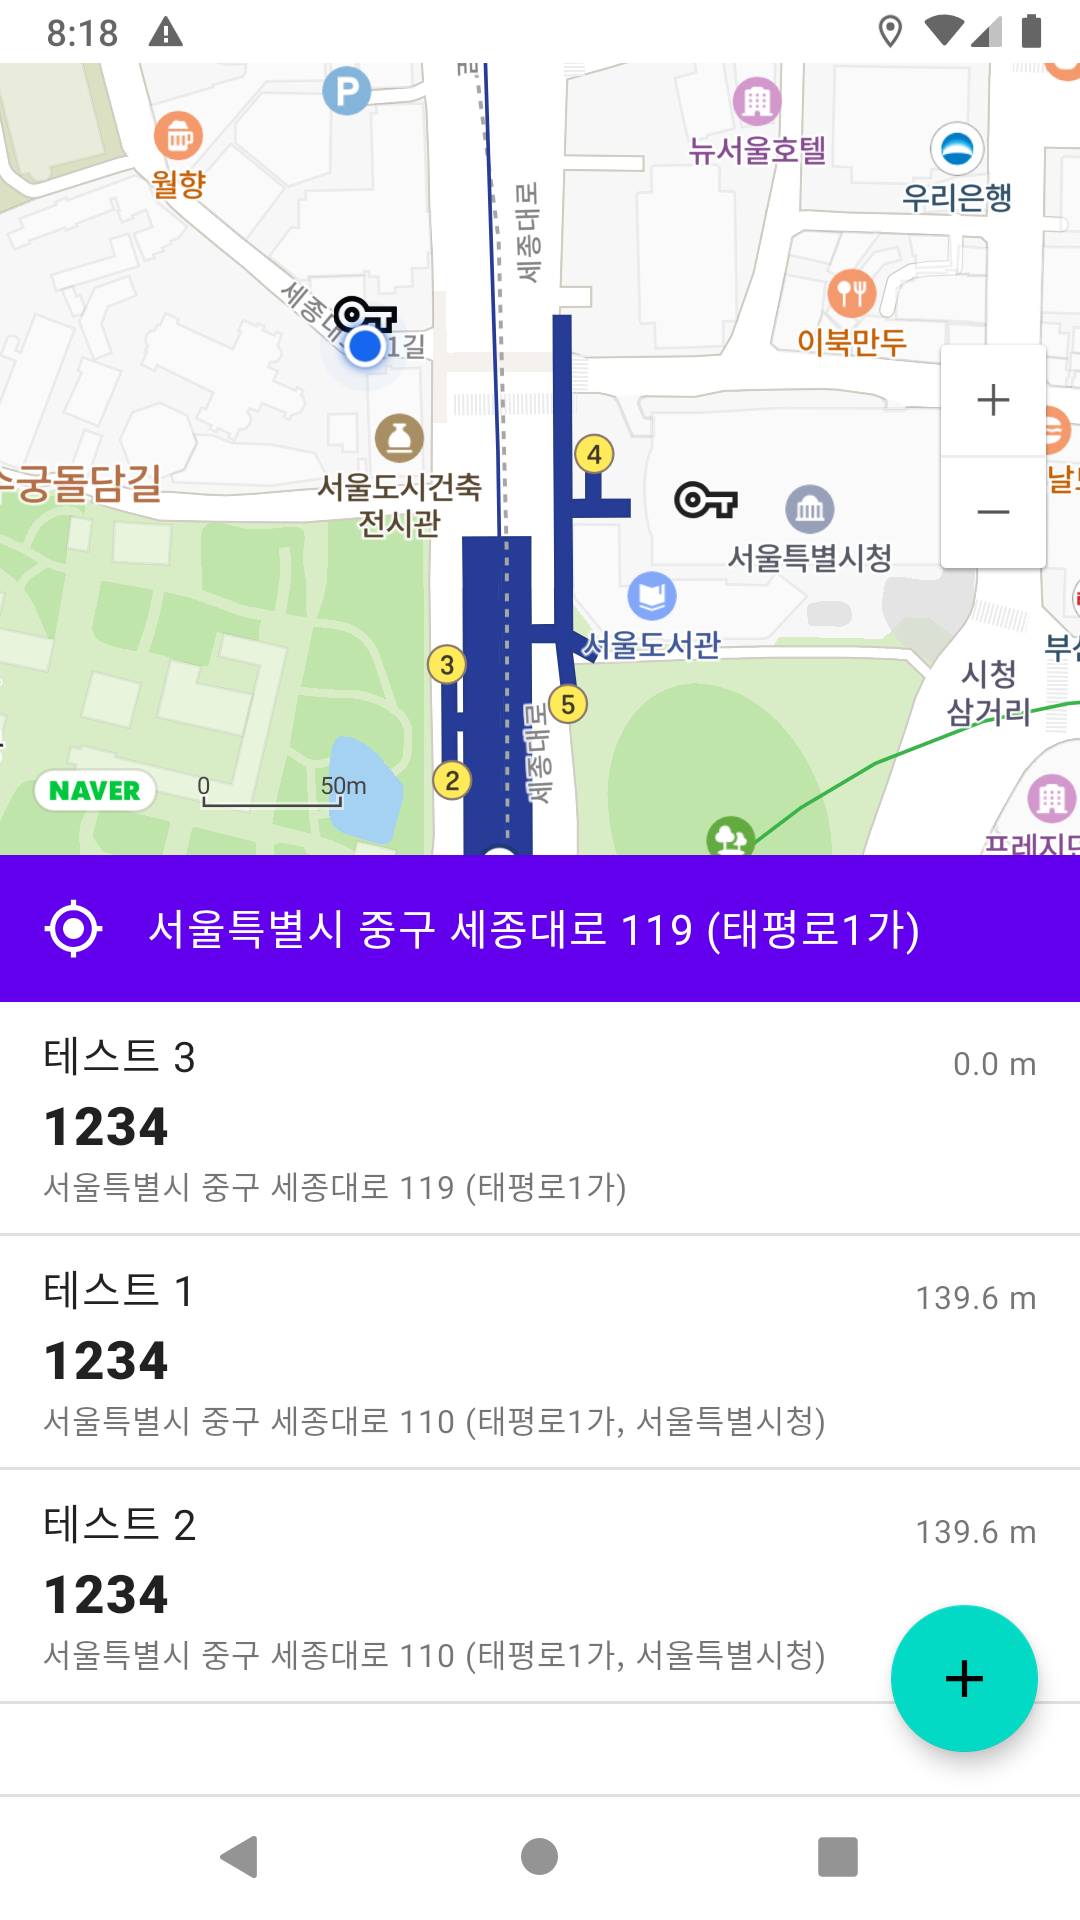 8:18
P
월향
세종대로
뉴서울호텔
우리은행
이북만두
1길
서울도시건축
전시관
궁돌담길
4
서울특별시청
서울도서관
3
5
2
세종대로
시청
삼거리
NAVER
0
50m
+
−
서울특별시 중구 세종대로 119 (태평로1가)
테스트 3
0.0 m
1234
서울특별시 중구 세종대로 119 (태평로1가)
테스트 1
139.6 m
1234
서울특별시 중구 세종대로 110 (태평로1가, 서울특별시청)
테스트 2
139.6 m
1234
서울특별시 중구 세종대로 110 (태평로1가, 서울특별시청)
+